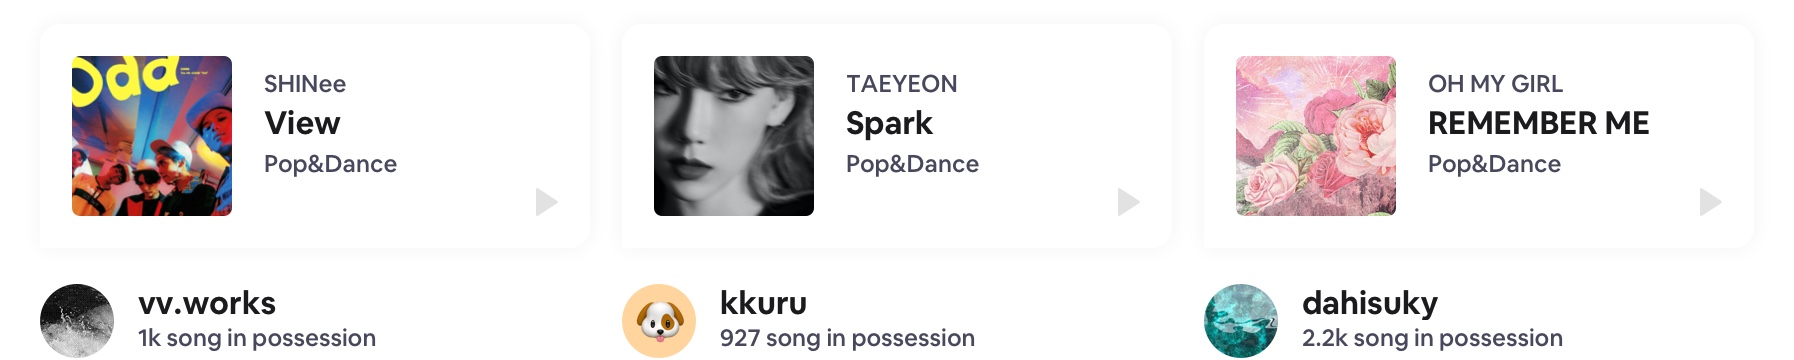 Odd
SHINee
View
Pop&Dance
TAEYEON
Spark
Pop&Dance
OH MY GIRL
REMEMBER ME
Pop&Dance
vv.works
1k song in possession
kkuru
927 song in possession
dahisuky
2.2k song in possession